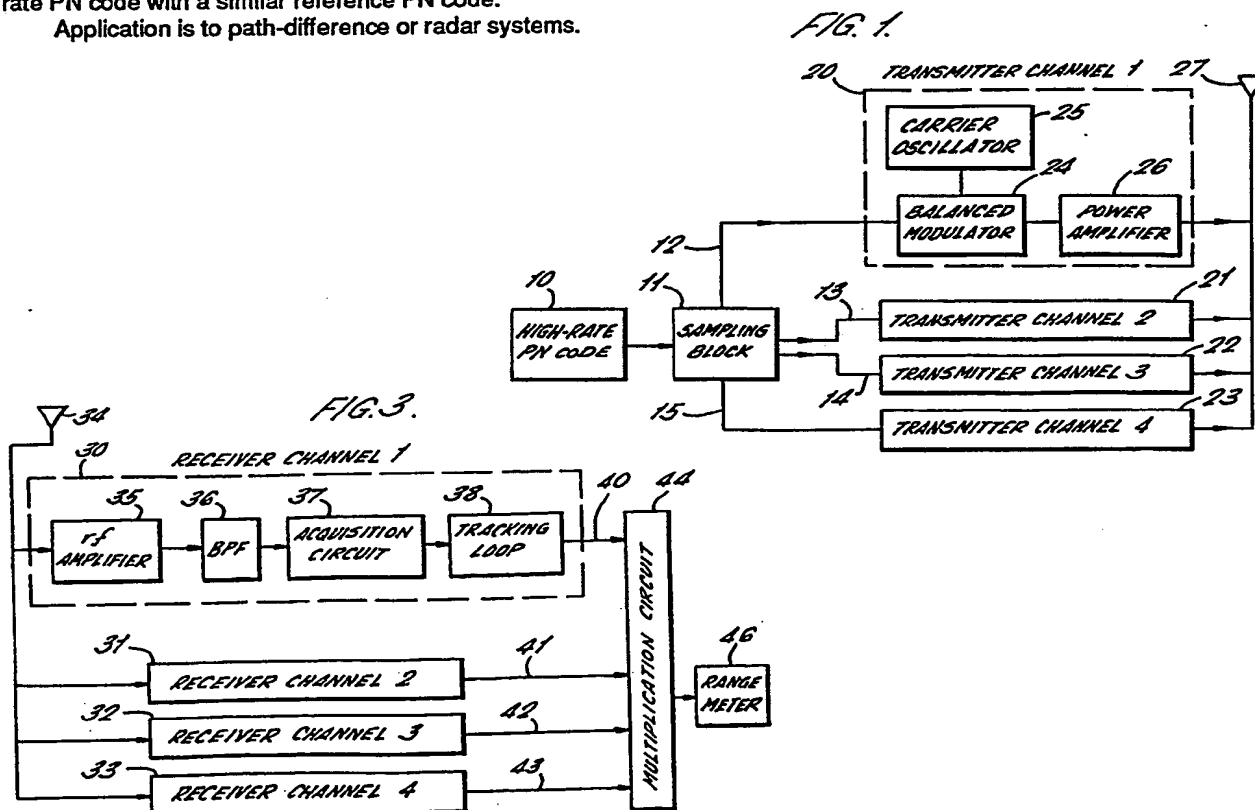 rate PN code with a similar reference PN code.
Application is to path-difference or radar systems.
FIG. 1.
20
TRANSMITTER CHANNEL 1
27
CARRIER
OSCILLATOR
25
24
26
BALANCED
MODULATOR
POWER
AMPLIFIER
12
10
11
13
21
HIGH-RATE
PN CODE
SAMPLING
BLOCK
TRANSMITTER CHANNEL 2
22
TRANSMITTER CHANNEL 3
14
15
23
TRANSMITTER CHANNEL 4
34
FIG. 3.
30
RECEIVER CHANNEL 1
35
36
37
38
40
44
rf
AMPLIFIER
BPF
ACQUISITION
CIRCUIT
TRACKING
LOOP
MULTIPLICATION CIRCUIT
31
41
RECEIVER CHANNEL 2
46
RANGE
METER
32
42
RECEIVER CHANNEL 3
33
43
RECEIVER CHANNEL 4